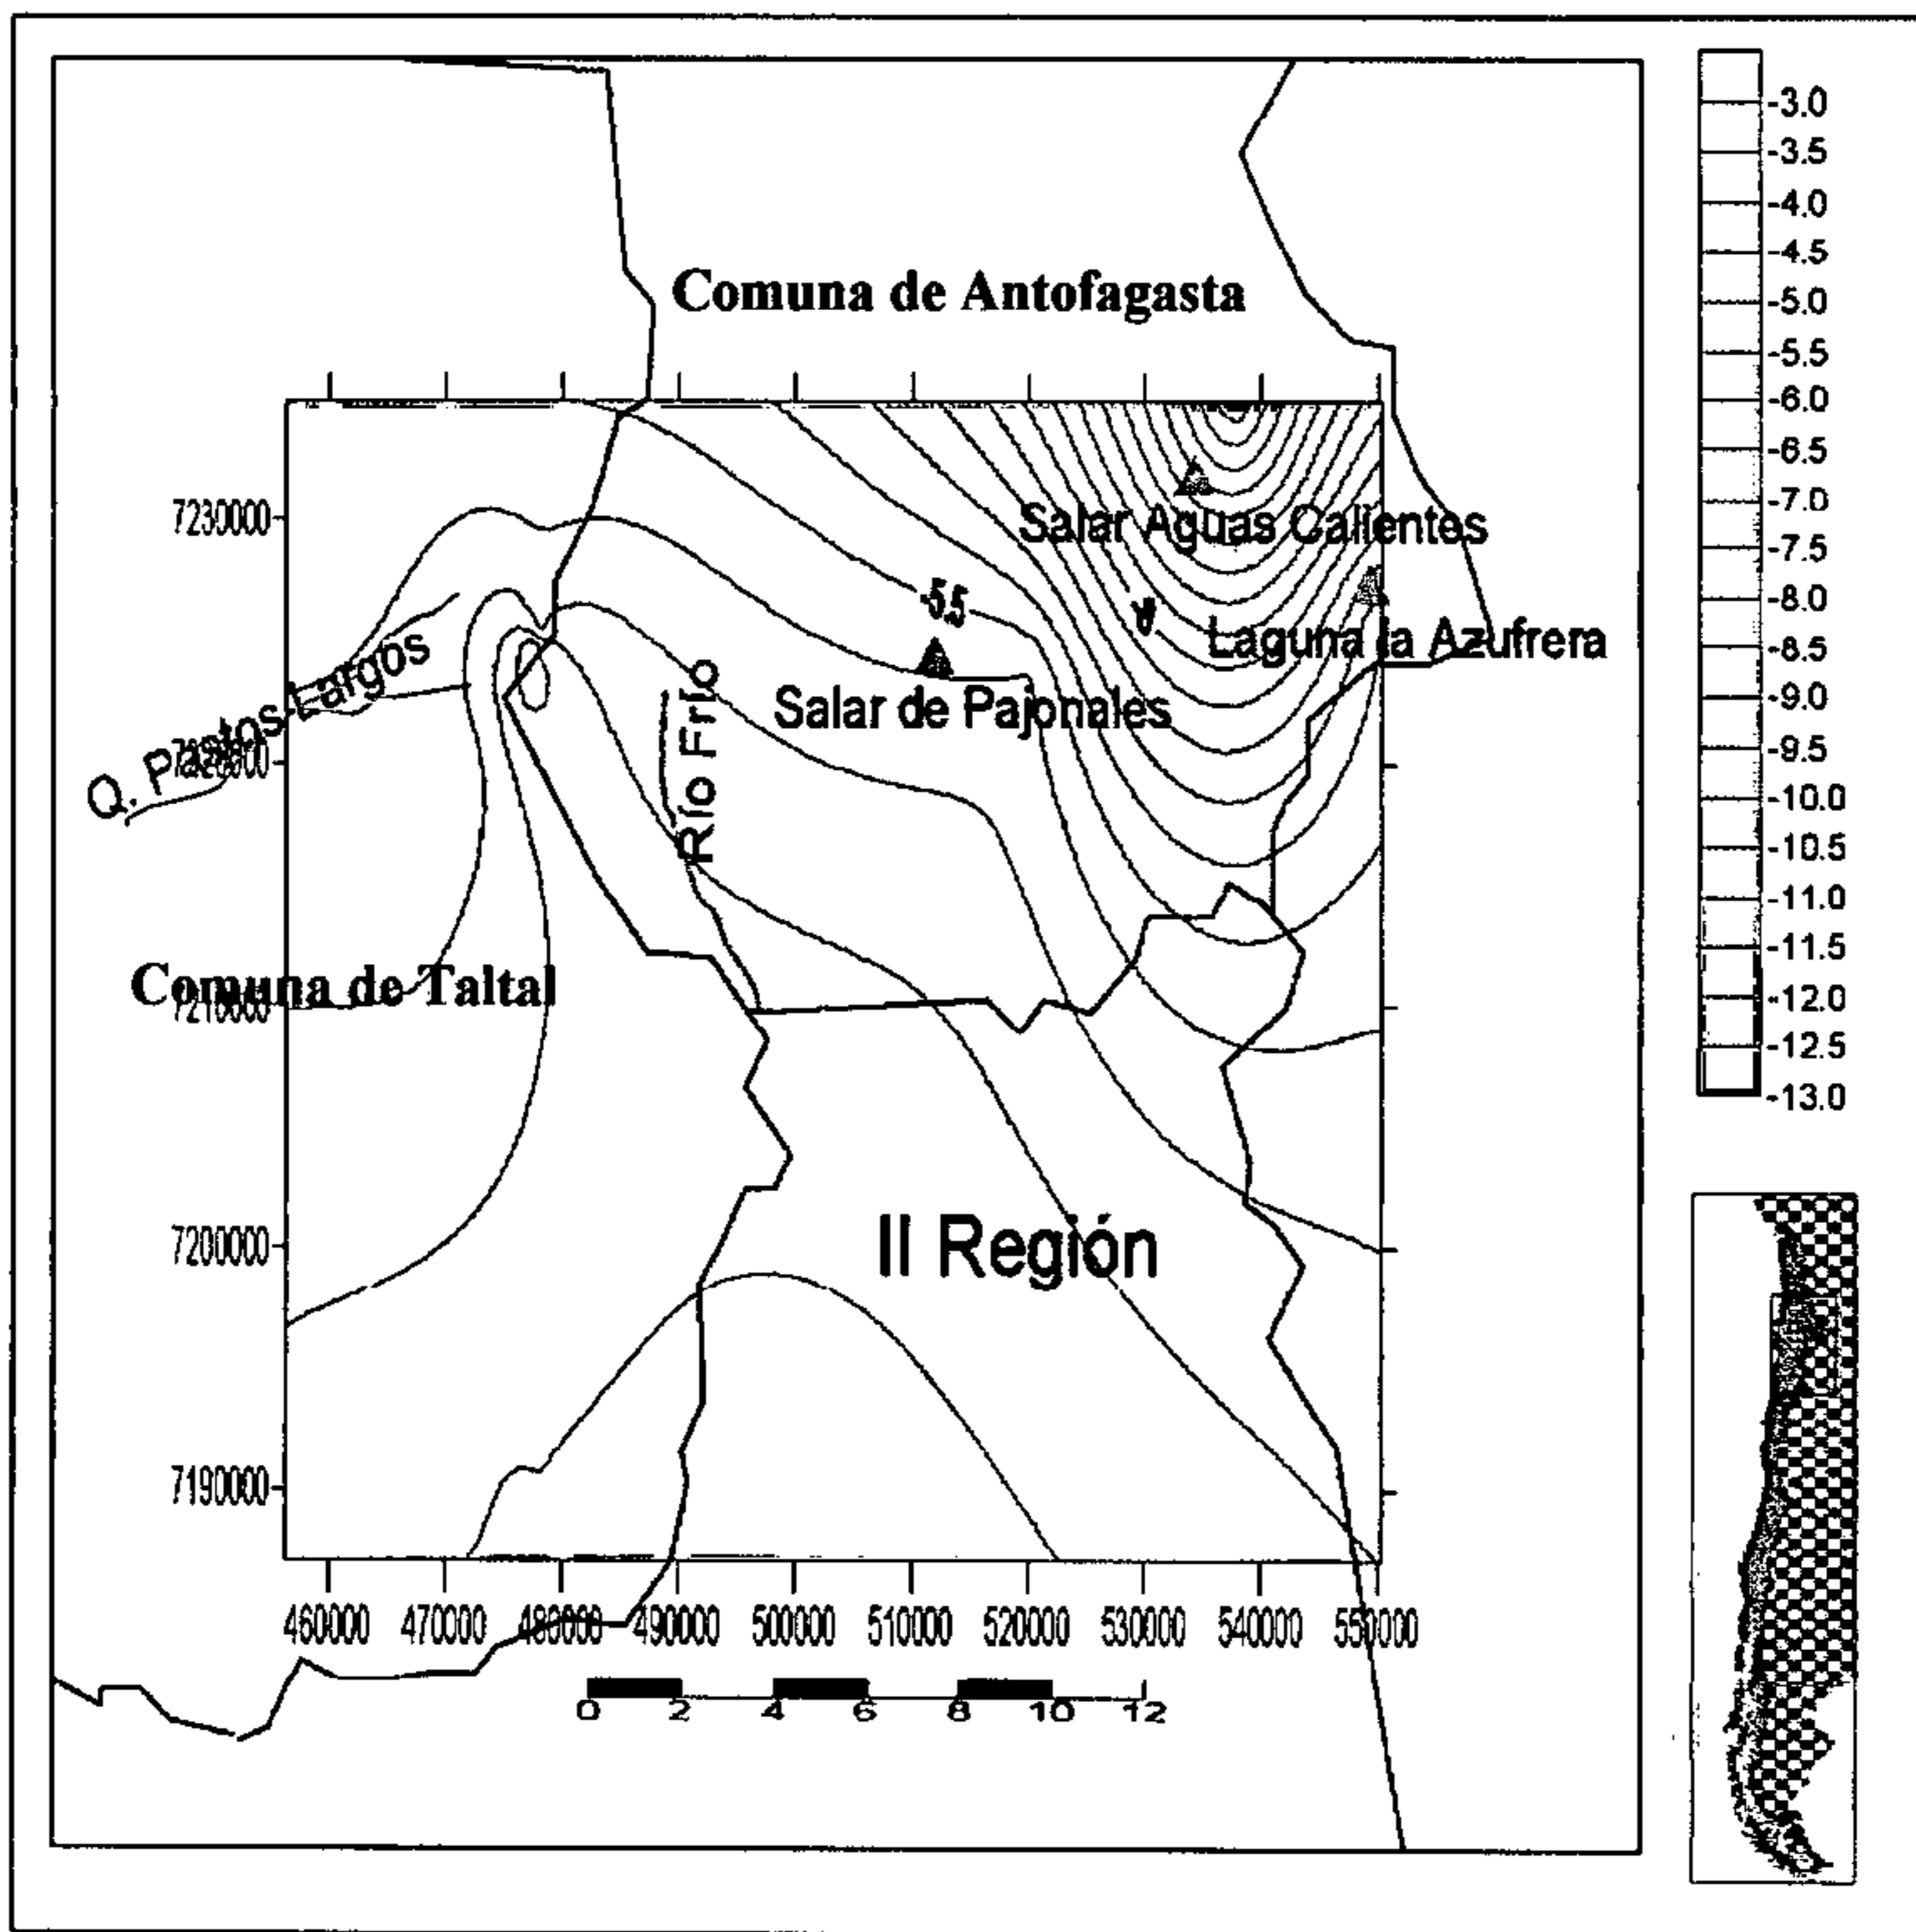 Comuna de Antofagasta
7230000
Salar Aguas Calientes
-5.5
Laguna la Azufrera
Q. Pastos Largos
Río Frío
Salar de Pajonales
7220000
Comuna de Taltal
7210000
II Región
7200000
7190000
460000 470000 480000 490000 500000 510000 520000 530000 540000 550000
0 2 4 6 8 10 12
-3.0
-3.5
-4.0
-4.5
-5.0
-5.5
-6.0
-6.5
-7.0
-7.5
-8.0
-8.5
-9.0
-9.5
-10.0
-10.5
-11.0
-11.5
-12.0
-12.5
-13.0